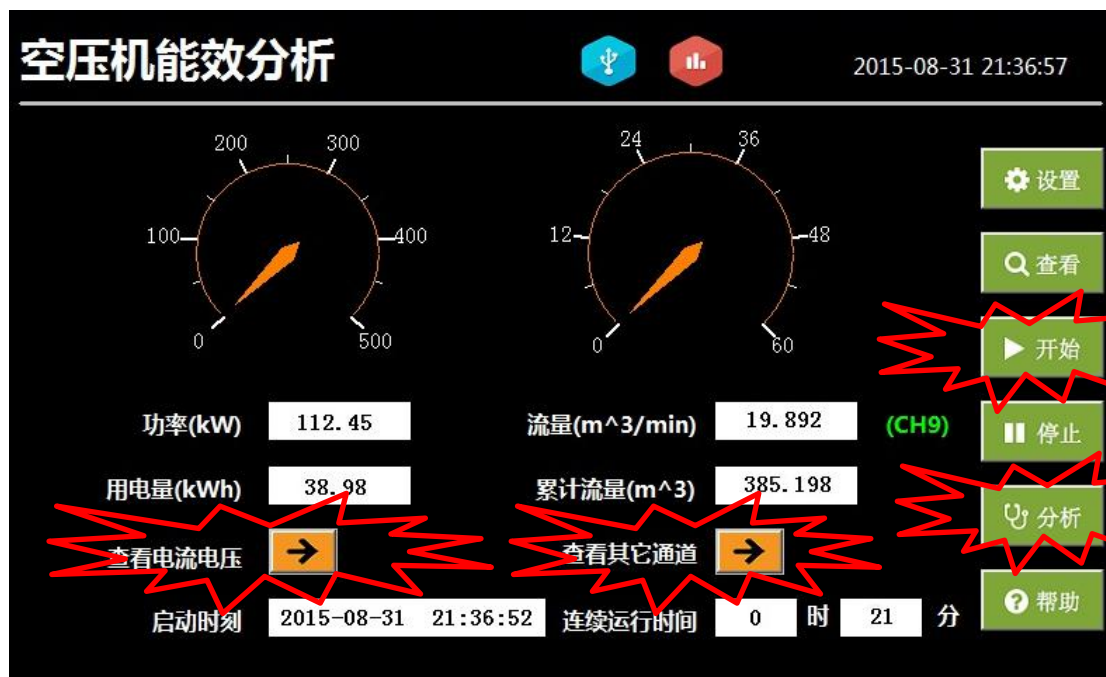 空压机能效分析
2015-08-31 21:36:57
200 300
100 400
0 500
24 36
12 48
0 60
设置
查看
开始
停止
分析
帮助
功率(kW) 112.45 流量(m^3/min) 19.892 (CH9)
用电量(kWh) 38.98 累计流量(m^3) 385.198
查看电流电压 查看其它通道
启动时刻 2015-08-31 21:36:52 连续运行时间 0 时 21 分